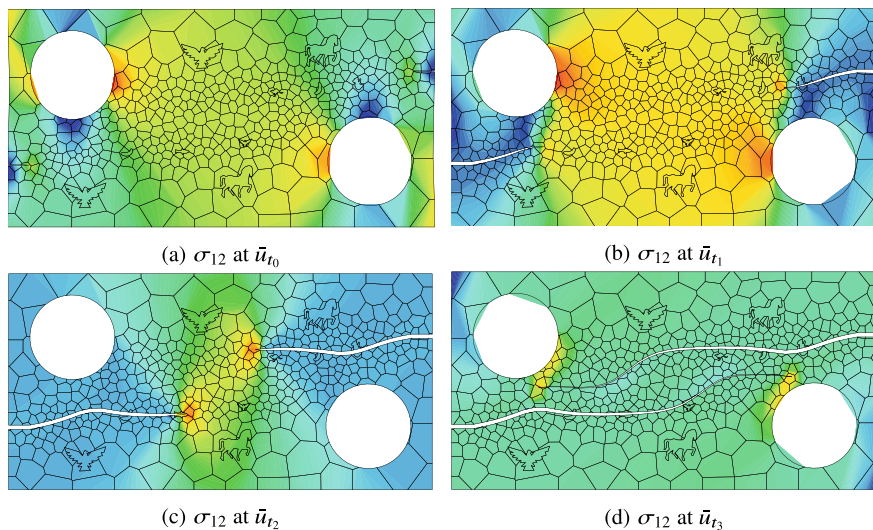 (a) σ₁₂ at ū_{t₀}
(b) σ₁₂ at ū_{t₁}
(c) σ₁₂ at ū_{t₂}
(d) σ₁₂ at ū_{t₃}